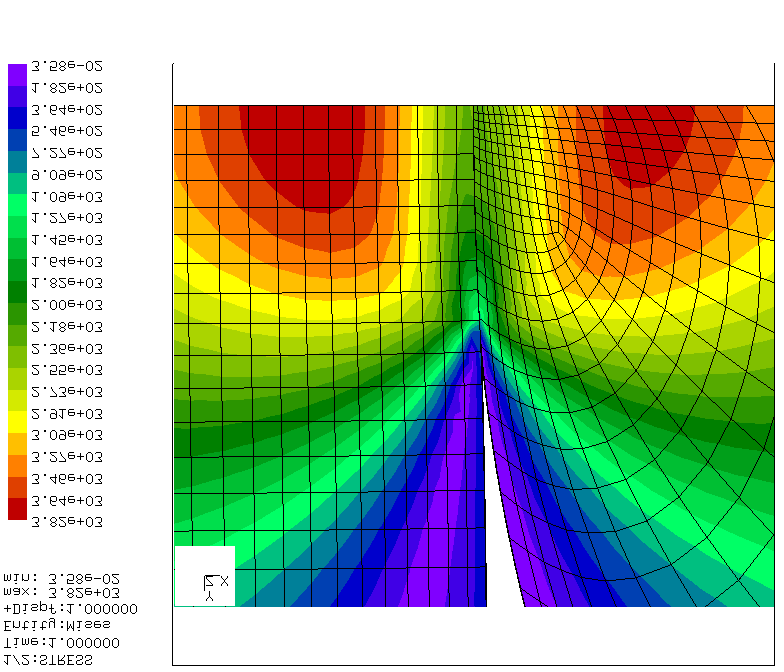 3.58e-02
1.82e+02
3.64e+02
5.46e+02
7.27e+02
9.09e+02
1.09e+03
1.27e+03
1.45e+03
1.64e+03
1.82e+03
2.00e+03
2.18e+03
2.36e+03
2.55e+03
2.73e+03
2.91e+03
3.09e+03
3.27e+03
3.45e+03
3.64e+03
3.82e+03
min: 3.58e-02
max: 3.82e+03
+DispF:1.000000
Entity:Mises
Time:1.000000
1/2:STRESS
Z X
Y